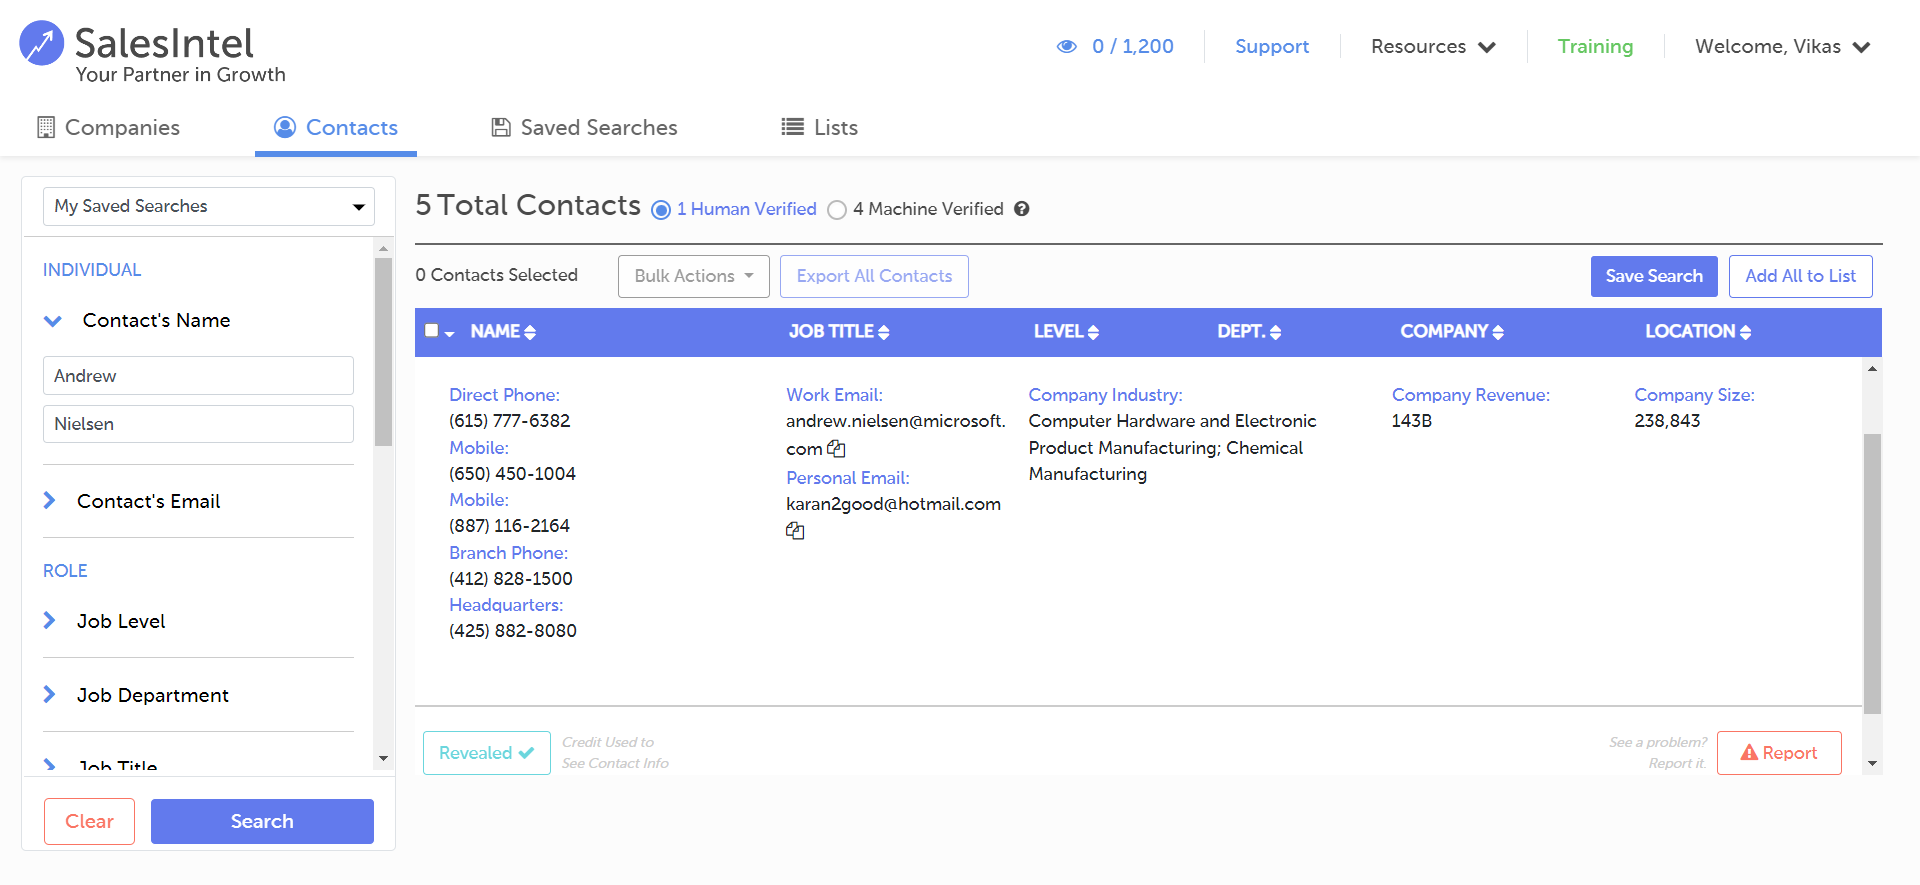 SalesIntel
Your Partner in Growth
0 / 1,200
Support
Resources
Training
Welcome, Vikas
Companies
Contacts
Saved Searches
Lists
My Saved Searches
INDIVIDUAL
Contact's Name
Andrew
Nielsen
Contact's Email
ROLE
Job Level
Job Department
Job Title
Clear
Search
5 Total Contacts
1 Human Verified
4 Machine Verified
0 Contacts Selected
Bulk Actions
Export All Contacts
Save Search
Add All to List
NAME
JOB TITLE
LEVEL
DEPT.
COMPANY
LOCATION
Direct Phone:
(615) 777-6382
Mobile:
(650) 450-1004
Mobile:
(887) 116-2164
Branch Phone:
(412) 828-1500
Headquarters:
(425) 882-8080
Work Email:
andrew.nielsen@microsoft.
com
Personal Email:
karan2good@hotmail.com
Company Industry:
Computer Hardware and Electronic
Product Manufacturing; Chemical
Manufacturing
Company Revenue:
143B
Company Size:
238,843
Revealed
Credit Used to
See Contact Info
See a problem?
Report it.
Report